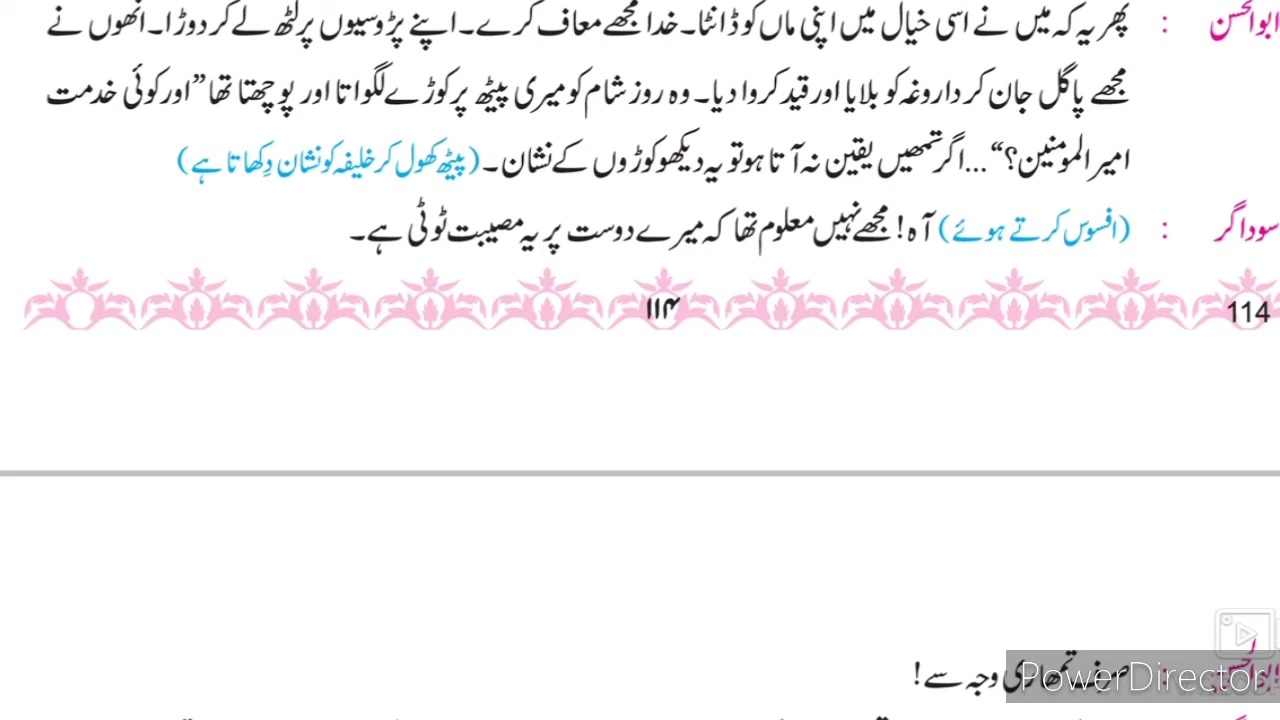 ابوالحسن : پھر یہ کہ میں نے اسی خیال میں اپنی ماں کو ڈانٹا۔ خدا مجھے معاف کرے۔ اپنے پڑوسیوں پر لٹھ لے کر دوڑا۔ انھوں نے
مجھے پاگل جان کر داروغہ کو بلایا اور قید کروا دیا۔ وہ روز شام کو میری پیٹھ پر کوڑے لگواتا اور پوچھتا تھا ”اور کوئی خدمت
امیر المومنین؟“ ... اگر تمھیں یقین نہ آتا ہو تو یہ دیکھو کوڑوں کے نشان۔ (پیٹھ کھول کر خلیفہ کو نشان دِکھاتا ہے)
سوداگر : (افسوس کرتے ہوئے) آہ! مجھے نہیں معلوم تھا کہ میرے دوست پر یہ مصیبت ٹوٹی ہے۔
۱۱۴
114
ابوالحسن : صرف تمھاری وجہ سے!
PowerDirector